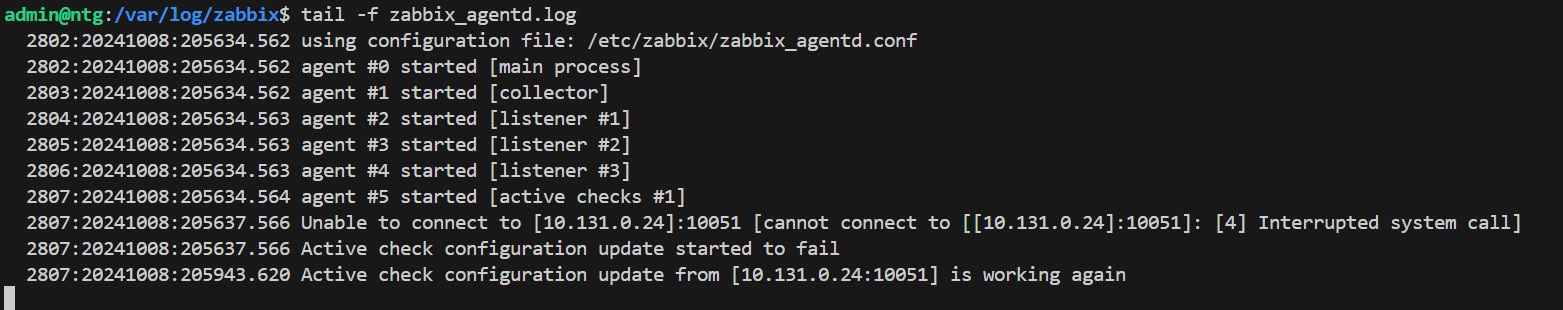 admin@ntg:/var/log/zabbix$ tail -f zabbix_agentd.log
2802:20241008:205634.562 using configuration file: /etc/zabbix/zabbix_agentd.conf
2802:20241008:205634.562 agent #0 started [main process]
2803:20241008:205634.562 agent #1 started [collector]
2804:20241008:205634.563 agent #2 started [listener #1]
2805:20241008:205634.563 agent #3 started [listener #2]
2806:20241008:205634.563 agent #4 started [listener #3]
2807:20241008:205634.564 agent #5 started [active checks #1]
2807:20241008:205637.566 Unable to connect to [10.131.0.24]:10051 [cannot connect to [[10.131.0.24]:10051]: [4] Interrupted system call]
2807:20241008:205637.566 Active check configuration update started to fail
2807:20241008:205943.620 Active check configuration update from [10.131.0.24:10051] is working again